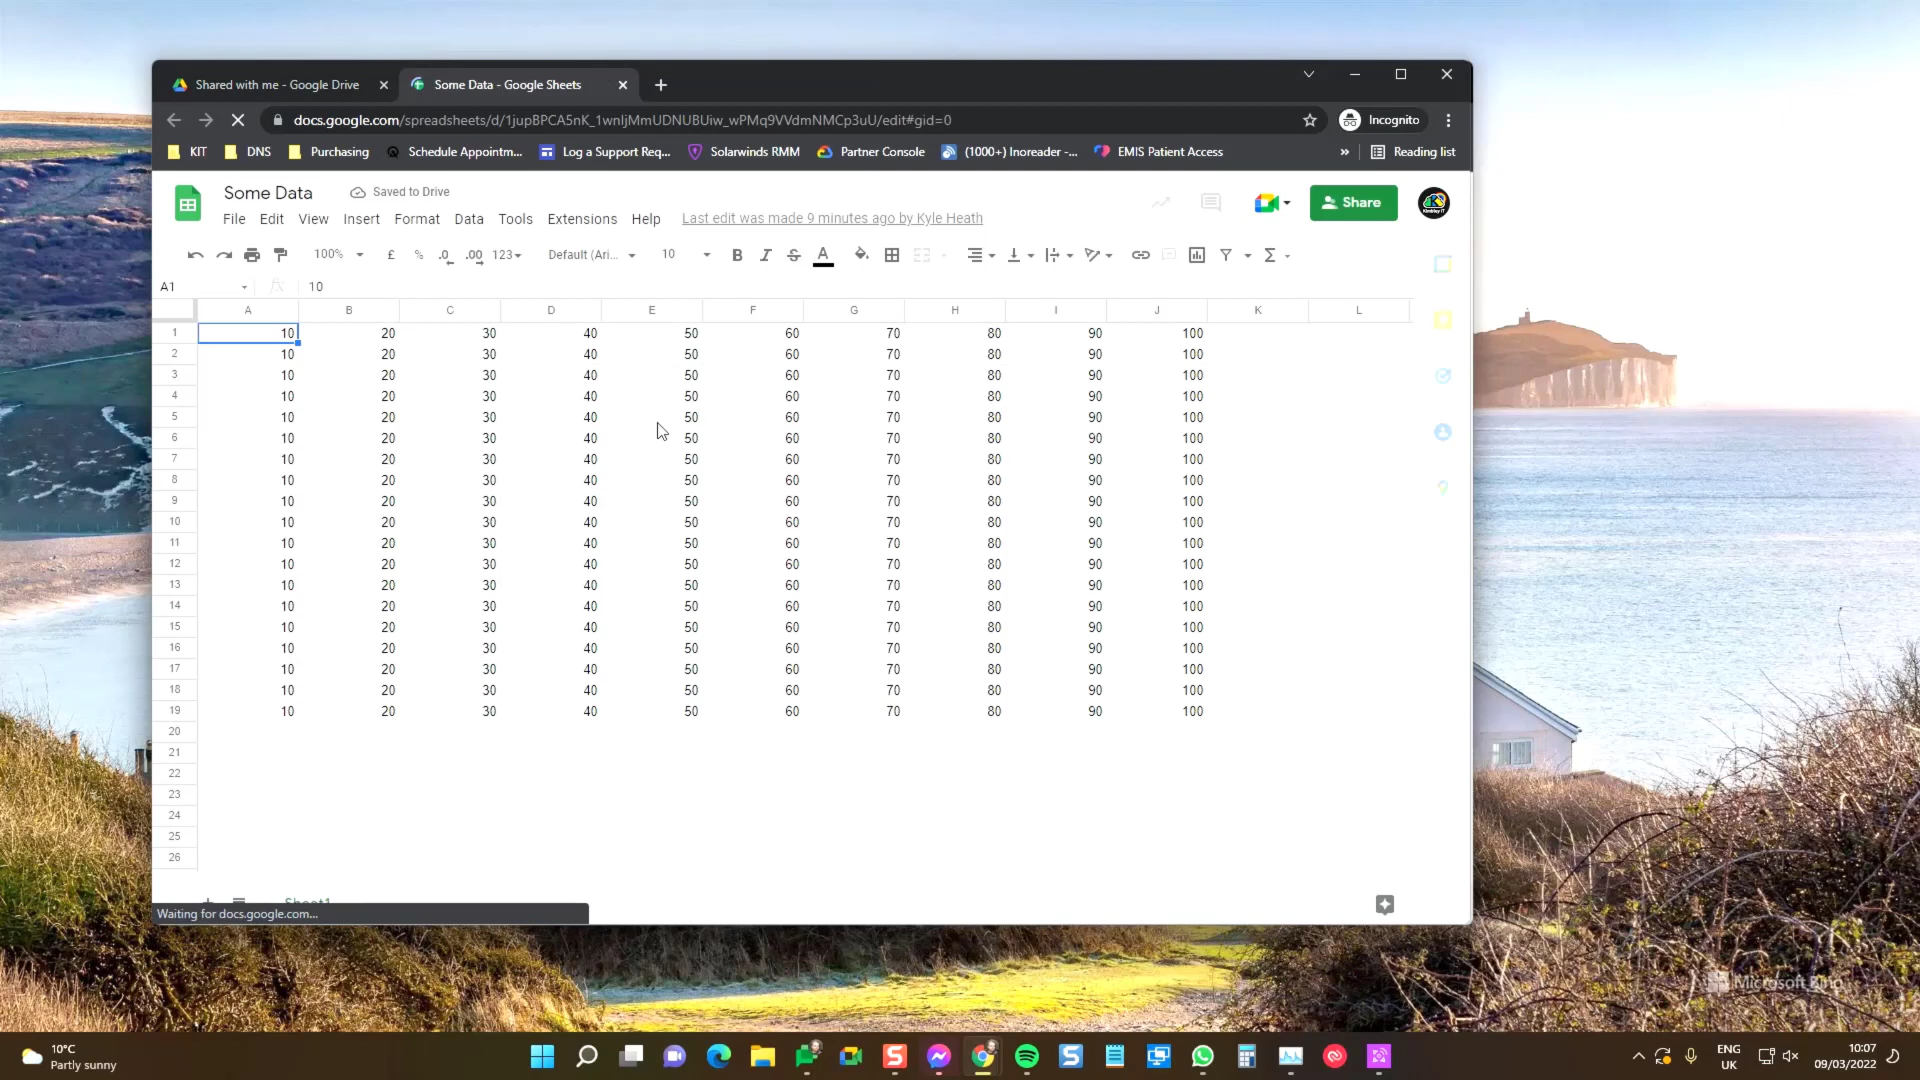 Shared with me - Google Drive
Some Data - Google Sheets
docs.google.com/spreadsheets/d/1jupBPCA5nK_1wnIjMmUDNUBUiw_wPMq9VVdmNMCp3uU/edit#gid=0
Incognito
KIT DNS Purchasing Schedule Appointm... Log a Support Req... Solarwinds RMM Partner Console (1000+) Inoreader -... EMIS Patient Access » Reading list
Some Data Saved to Drive
Share
File Edit View Insert Format Data Tools Extensions Help Last edit was made 9 minutes ago by Kyle Heath
100% £ % .0 .00 123 Default (Ari... 10 B I S A Σ
A1 fx 10
A B C D E F G H I J K L
1 10 20 30 40 50 60 70 80 90 100
2 10 20 30 40 50 60 70 80 90 100
3 10 20 30 40 50 60 70 80 90 100
4 10 20 30 40 50 60 70 80 90 100
5 10 20 30 40 50 60 70 80 90 100
6 10 20 30 40 50 60 70 80 90 100
7 10 20 30 40 50 60 70 80 90 100
8 10 20 30 40 50 60 70 80 90 100
9 10 20 30 40 50 60 70 80 90 100
10 10 20 30 40 50 60 70 80 90 100
11 10 20 30 40 50 60 70 80 90 100
12 10 20 30 40 50 60 70 80 90 100
13 10 20 30 40 50 60 70 80 90 100
14 10 20 30 40 50 60 70 80 90 100
15 10 20 30 40 50 60 70 80 90 100
16 10 20 30 40 50 60 70 80 90 100
17 10 20 30 40 50 60 70 80 90 100
18 10 20 30 40 50 60 70 80 90 100
19 10 20 30 40 50 60 70 80 90 100
20
21
22
23
24
25
26
Sheet1
Waiting for docs.google.com...
Microsoft Bing
10°C
Partly sunny
ENG
UK
10:07
09/03/2022